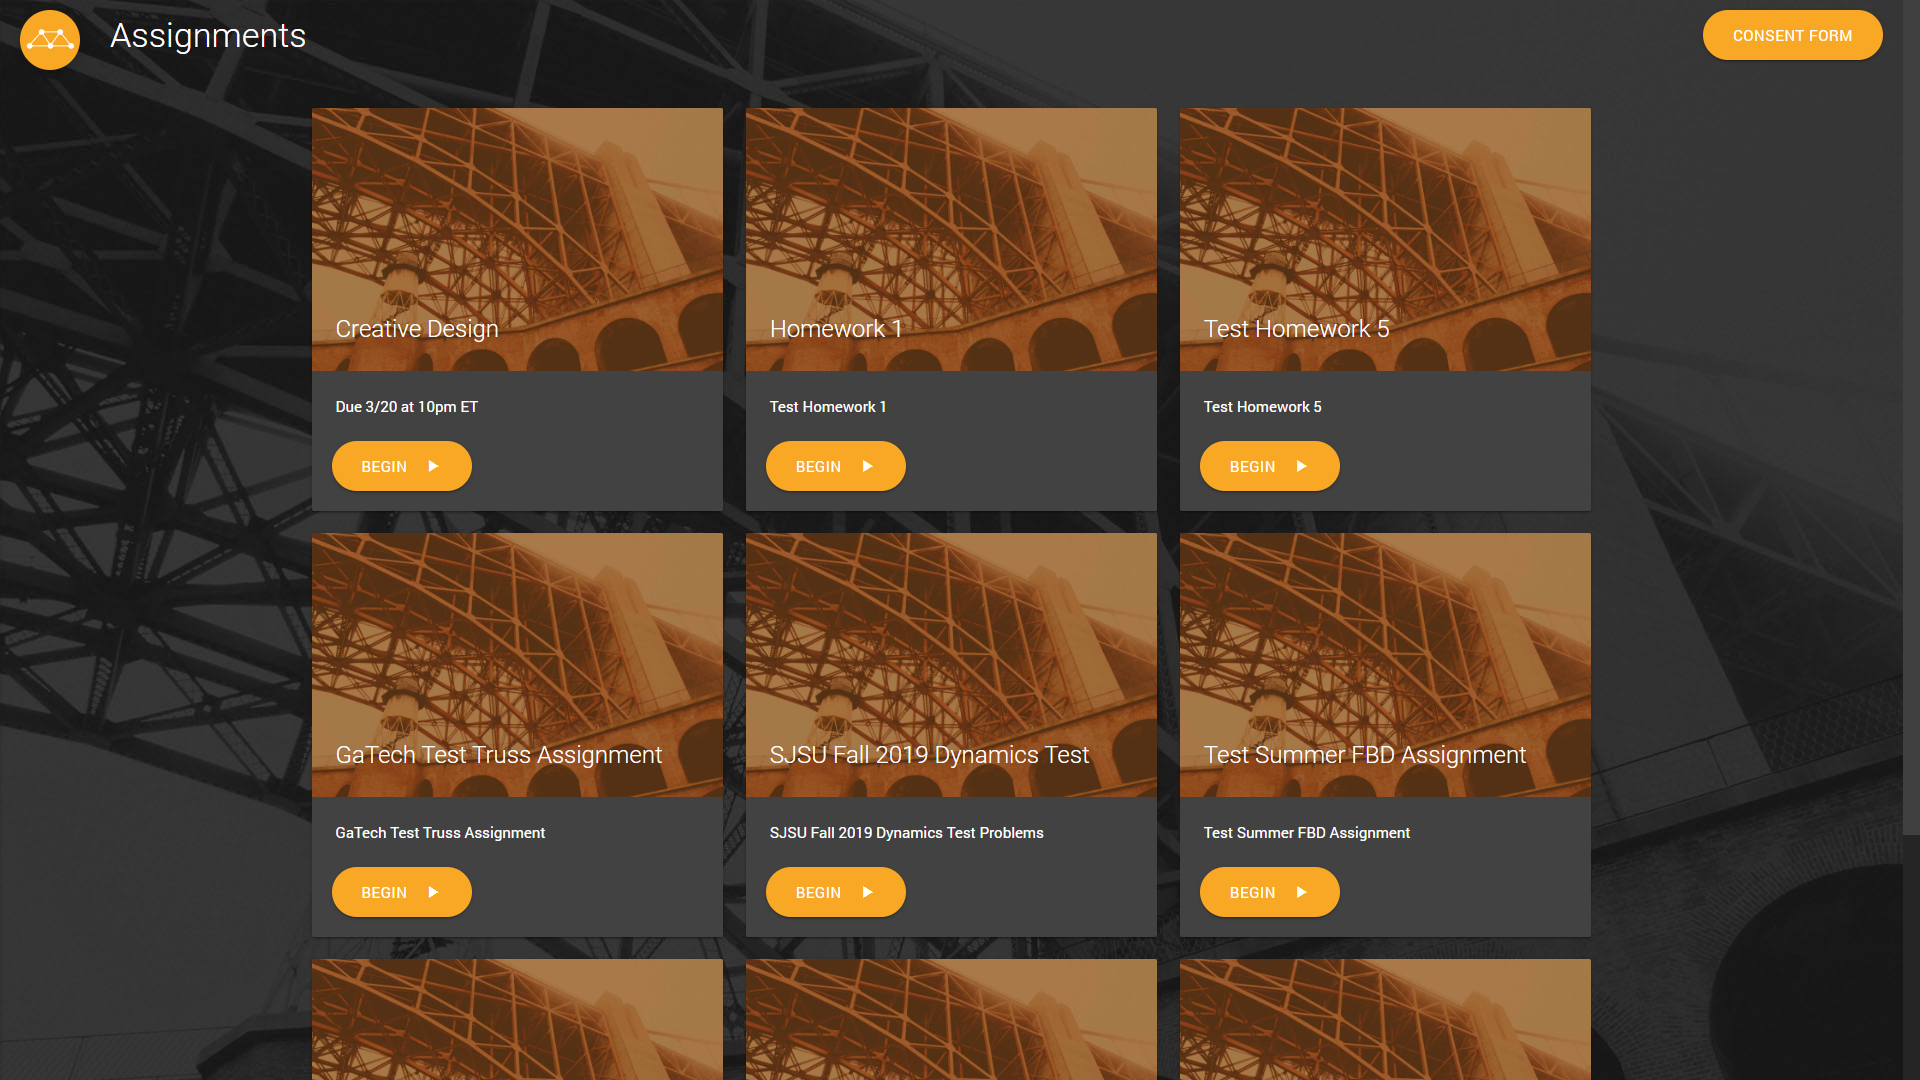 Assignments
CONSENT FORM
Creative Design
Due 3/20 at 10pm ET
BEGIN
Homework 1
Test Homework 1
BEGIN
Test Homework 5
Test Homework 5
BEGIN
GaTech Test Truss Assignment
GaTech Test Truss Assignment
BEGIN
SJSU Fall 2019 Dynamics Test
SJSU Fall 2019 Dynamics Test Problems
BEGIN
Test Summer FBD Assignment
Test Summer FBD Assignment
BEGIN